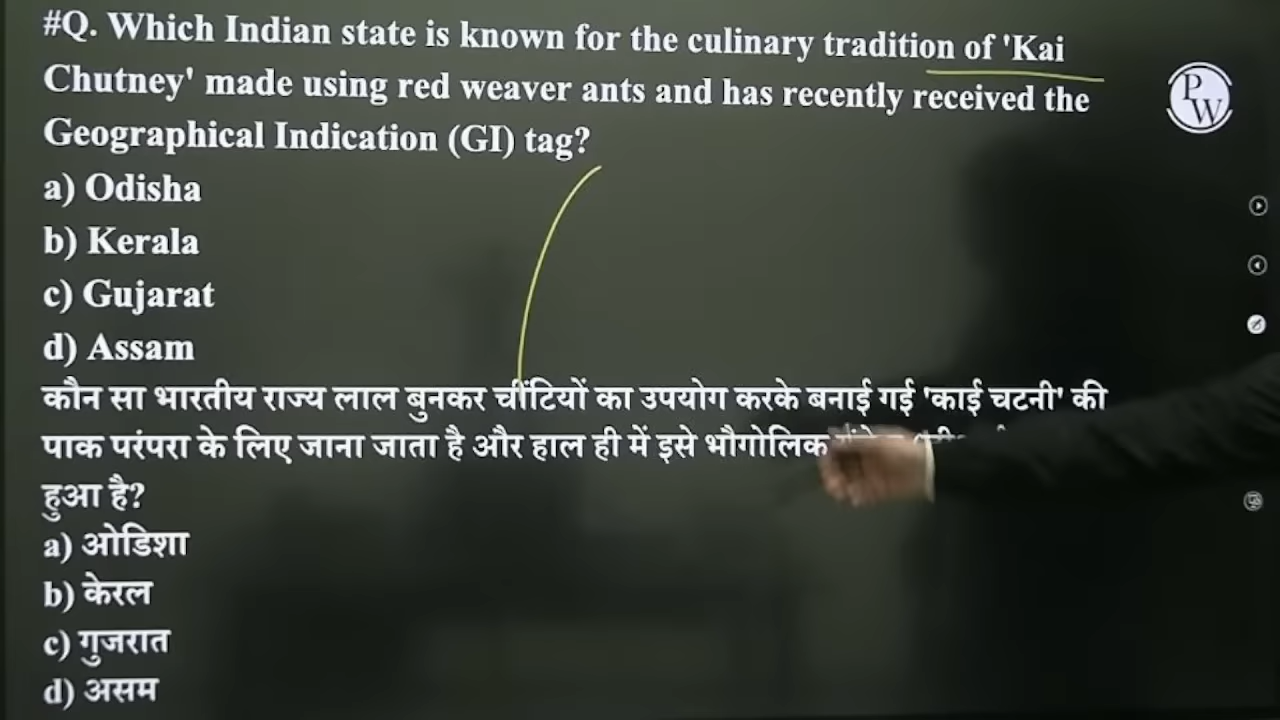 #Q. Which Indian state is known for the culinary tradition of 'Kai
Chutney' made using red weaver ants and has recently received the
Geographical Indication (GI) tag?
a) Odisha
b) Kerala
c) Gujarat
d) Assam
कौन सा भारतीय राज्य लाल बुनकर चींटियों का उपयोग करके बनाई गई 'काई चटनी' की
पाक परंपरा के लिए जाना जाता है और हाल ही में इसे भौगोलिक
हुआ है?
a) ओडिशा
b) केरल
c) गुजरात
d) असम
PW